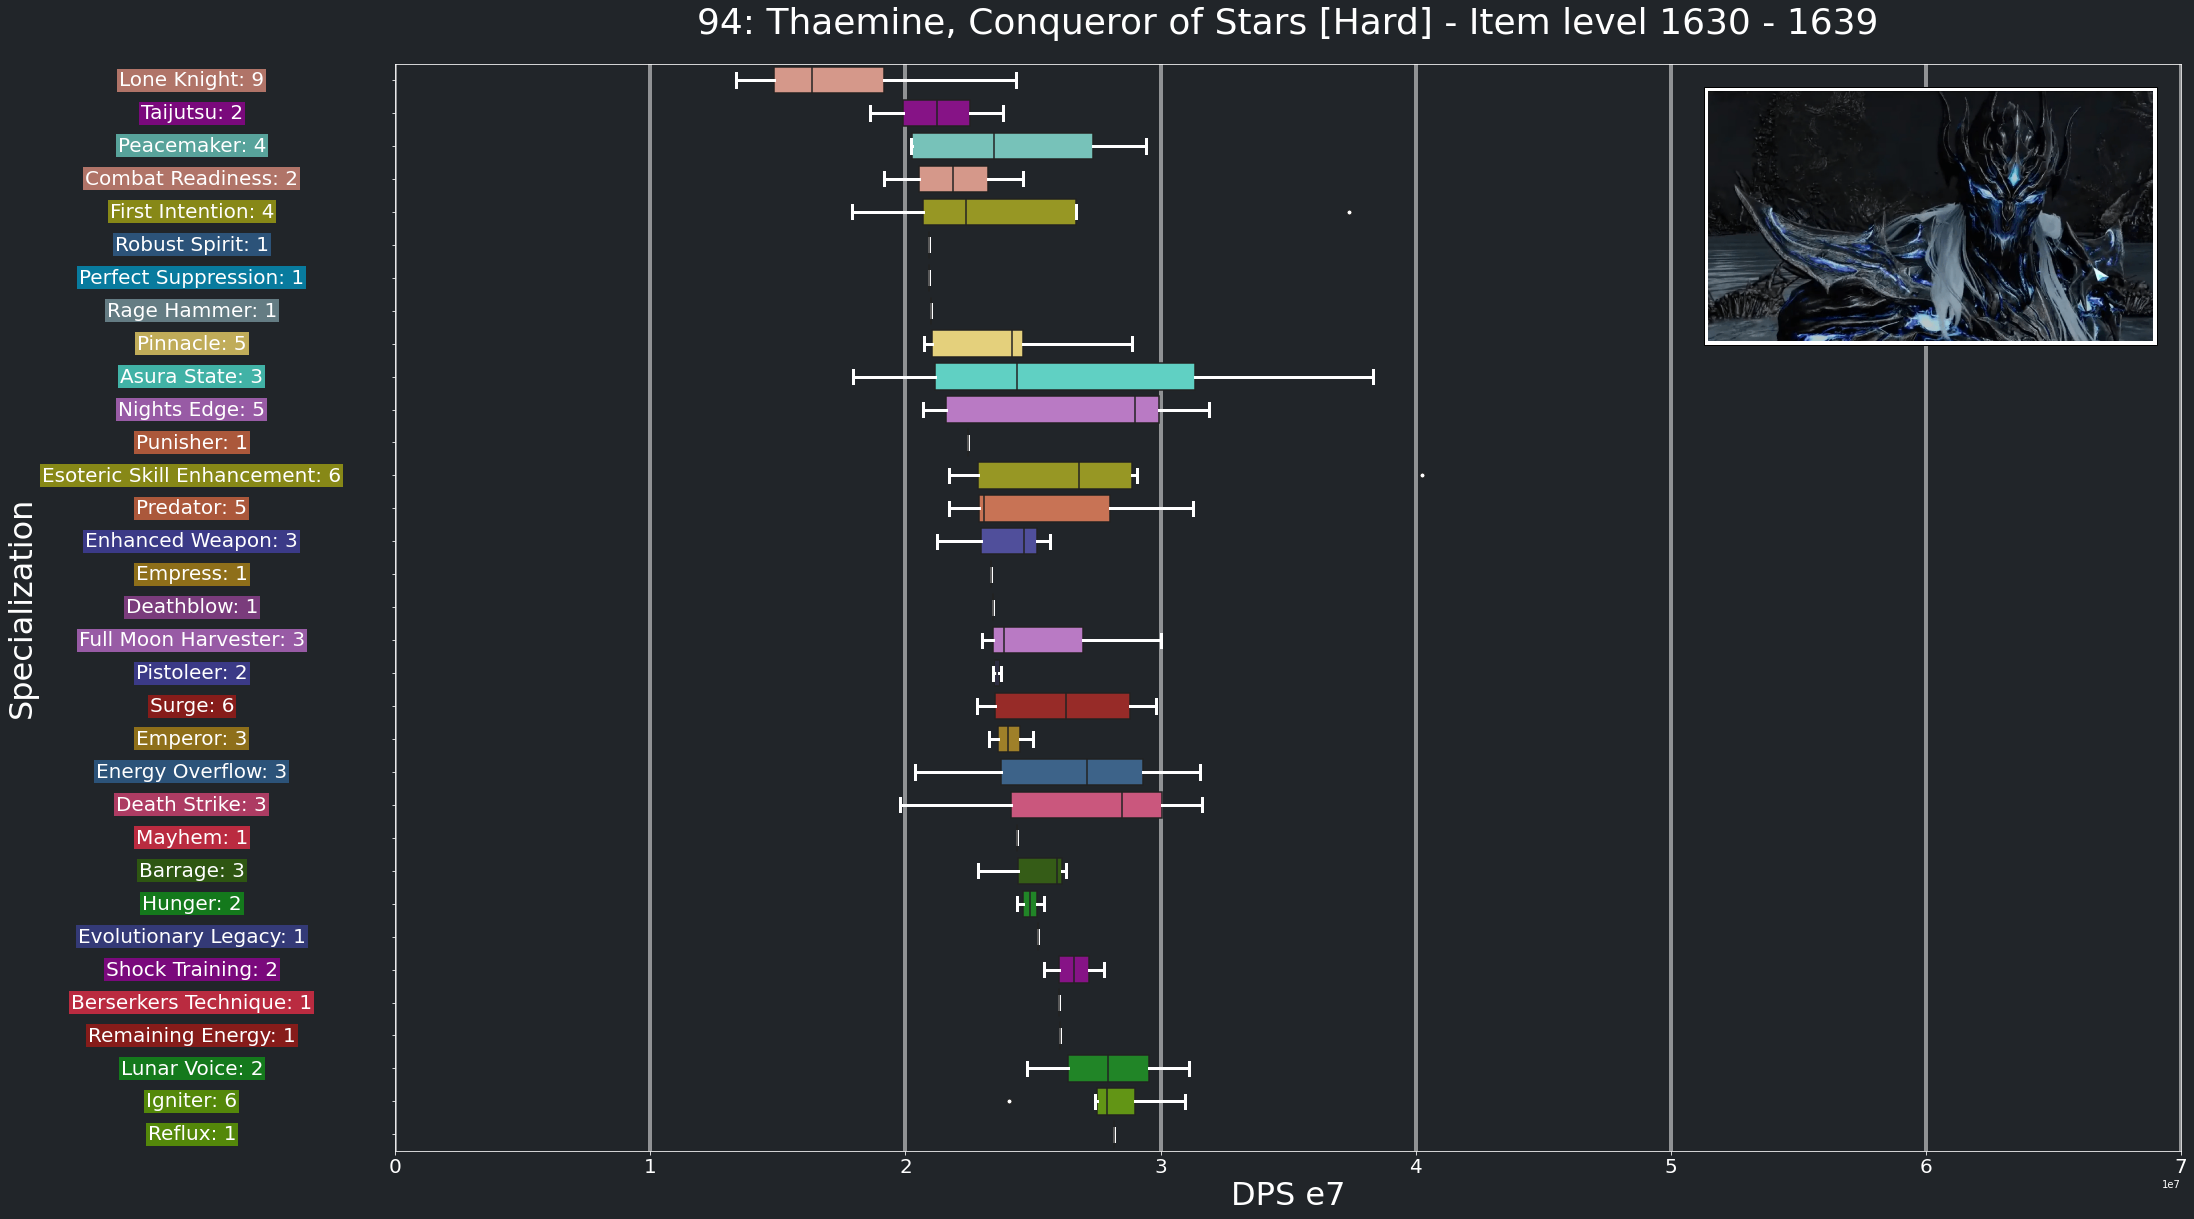 94: Thaemine, Conqueror of Stars [Hard] - Item level 1630 - 1639
Specialization
Lone Knight: 9
Taijutsu: 2
Peacemaker: 4
Combat Readiness: 2
First Intention: 4
Robust Spirit: 1
Perfect Suppression: 1
Rage Hammer: 1
Pinnacle: 5
Asura State: 3
Nights Edge: 5
Punisher: 1
Esoteric Skill Enhancement: 6
Predator: 5
Enhanced Weapon: 3
Empress: 1
Deathblow: 1
Full Moon Harvester: 3
Pistoleer: 2
Surge: 6
Emperor: 3
Energy Overflow: 3
Death Strike: 3
Mayhem: 1
Barrage: 3
Hunger: 2
Evolutionary Legacy: 1
Shock Training: 2
Berserkers Technique: 1
Remaining Energy: 1
Lunar Voice: 2
Igniter: 6
Reflux: 1
0 1 2 3 4 5 6 7
1e7
DPS e7